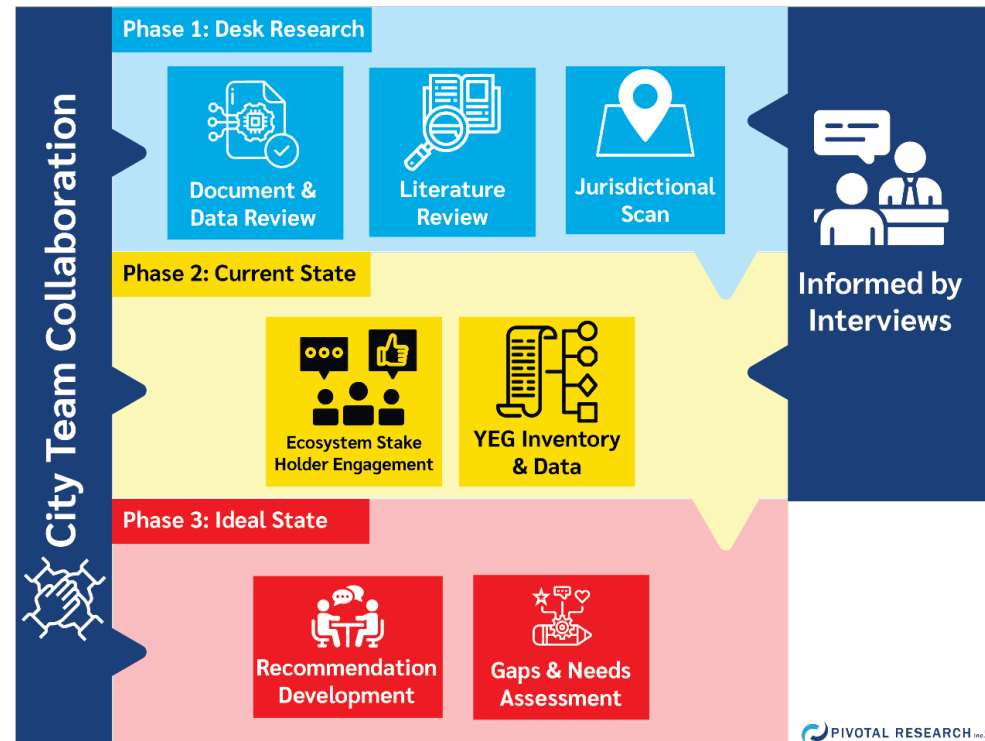 City Team Collaboration
Phase 1: Desk Research
Document &
Data Review
Literature
Review
Jurisdictional
Scan
Informed by
Interviews
Phase 2: Current State
Ecosystem Stake
Holder Engagement
YEG Inventory
& Data
Phase 3: Ideal State
Recommendation
Development
Gaps & Needs
Assessment
PIVOTAL RESEARCH Inc.